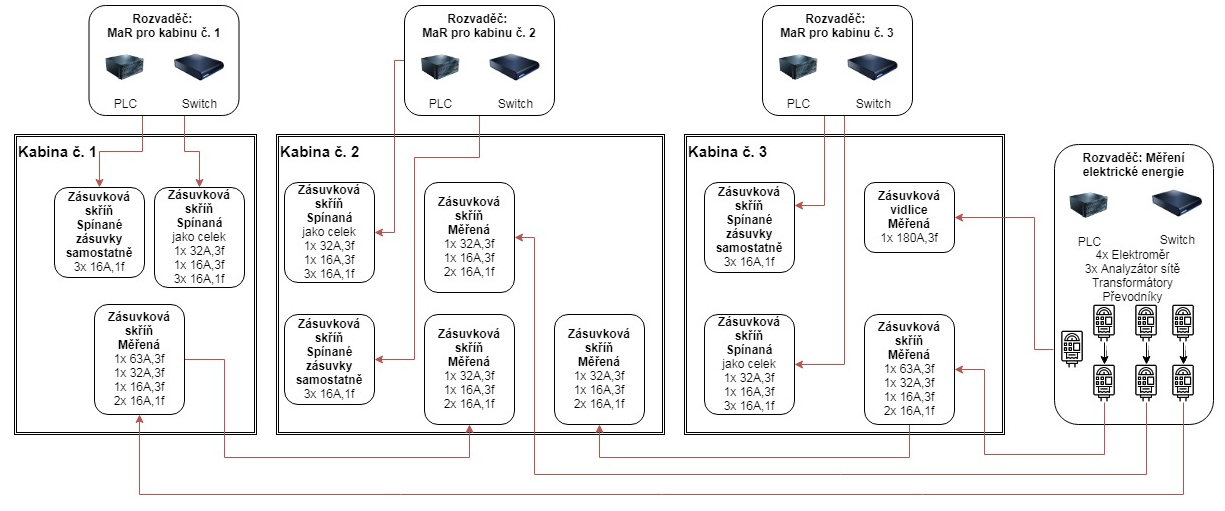 Rozvaděč:
MaR pro kabinu č. 1
PLC
Switch
Rozvaděč:
MaR pro kabinu č. 2
PLC
Switch
Rozvaděč:
MaR pro kabinu č. 3
PLC
Switch
Kabina č. 1
Zásuvková
skříň
Spínané
zásuvky
samostatně
3x 16A,1f
Zásuvková
skříň
Spínaná
jako celek
1x 32A,3f
1x 16A,3f
3x 16A,1f
Zásuvková
skříň
Měřená
1x 63A,3f
1x 32A,3f
1x 16A,3f
2x 16A,1f
Kabina č. 2
Zásuvková
skříň
Spínaná
jako celek
1x 32A,3f
1x 16A,3f
3x 16A,1f
Zásuvková
skříň
Měřená
1x 32A,3f
1x 16A,3f
2x 16A,1f
Zásuvková
skříň
Spínané
zásuvky
samostatně
3x 16A,1f
Zásuvková
skříň
Měřená
1x 32A,3f
1x 16A,3f
2x 16A,1f
Zásuvková
skříň
Měřená
1x 32A,3f
1x 16A,3f
2x 16A,1f
Kabina č. 3
Zásuvková
skříň
Spínané
zásuvky
samostatně
3x 16A,1f
Zásuvková
vidlice
Měřená
1x 180A,3f
Zásuvková
skříň
Spínaná
jako celek
1x 32A,3f
1x 16A,3f
3x 16A,1f
Zásuvková
skříň
Měřená
1x 63A,3f
1x 32A,3f
1x 16A,3f
2x 16A,1f
Rozvaděč: Měření
elektrické energie
PLC
Switch
4x Elektroměr
3x Analyzátor sítě
Transformátory
Převodníky